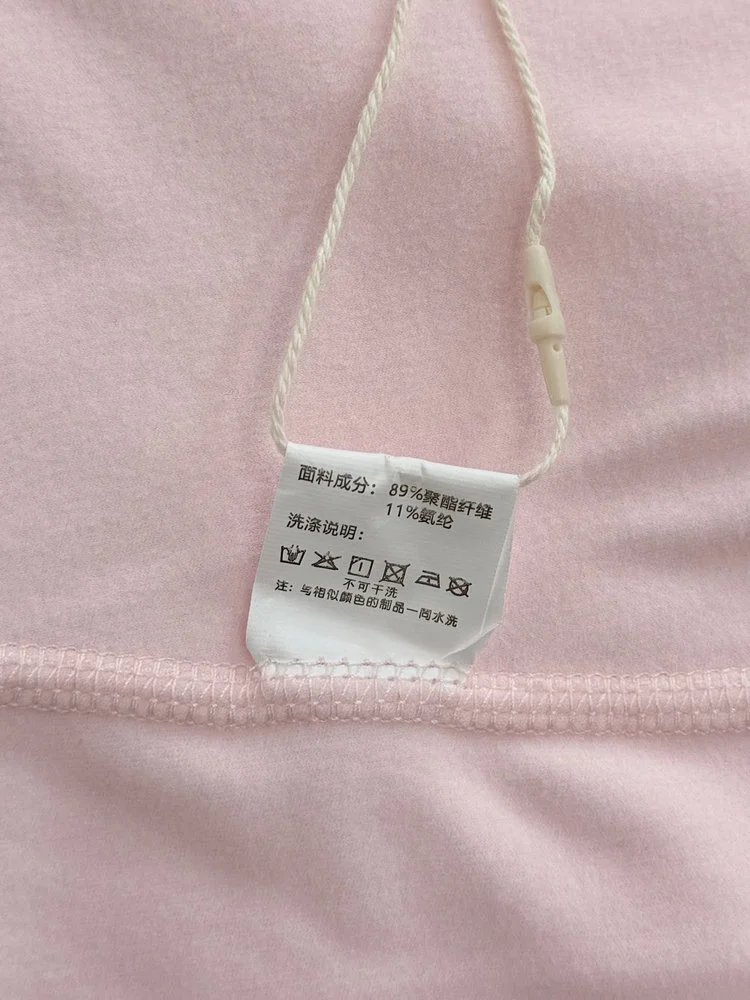 面料成分：89%聚酯纤维
11%氨纶
洗涤说明：
不可干洗
注：与相似颜色的制品一同水洗